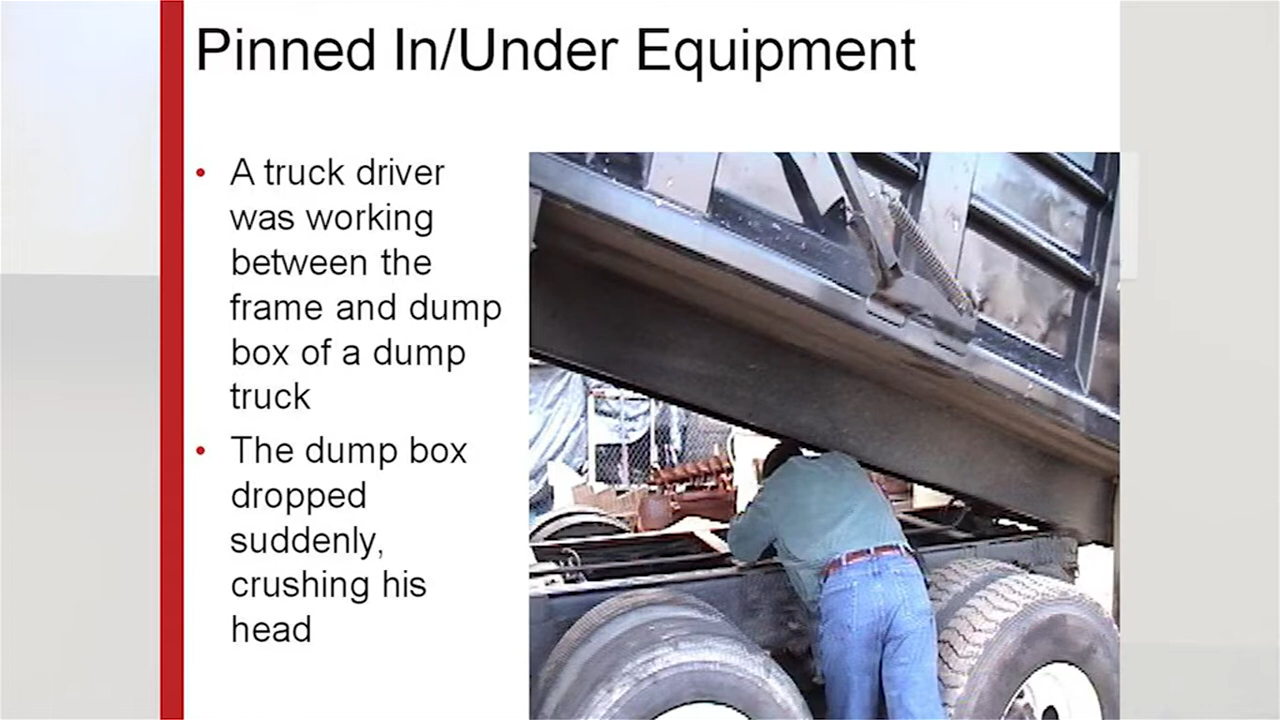 Pinned In/Under Equipment
• A truck driver
was working
between the
frame and dump
box of a dump
truck
• The dump box
dropped
suddenly,
crushing his
head